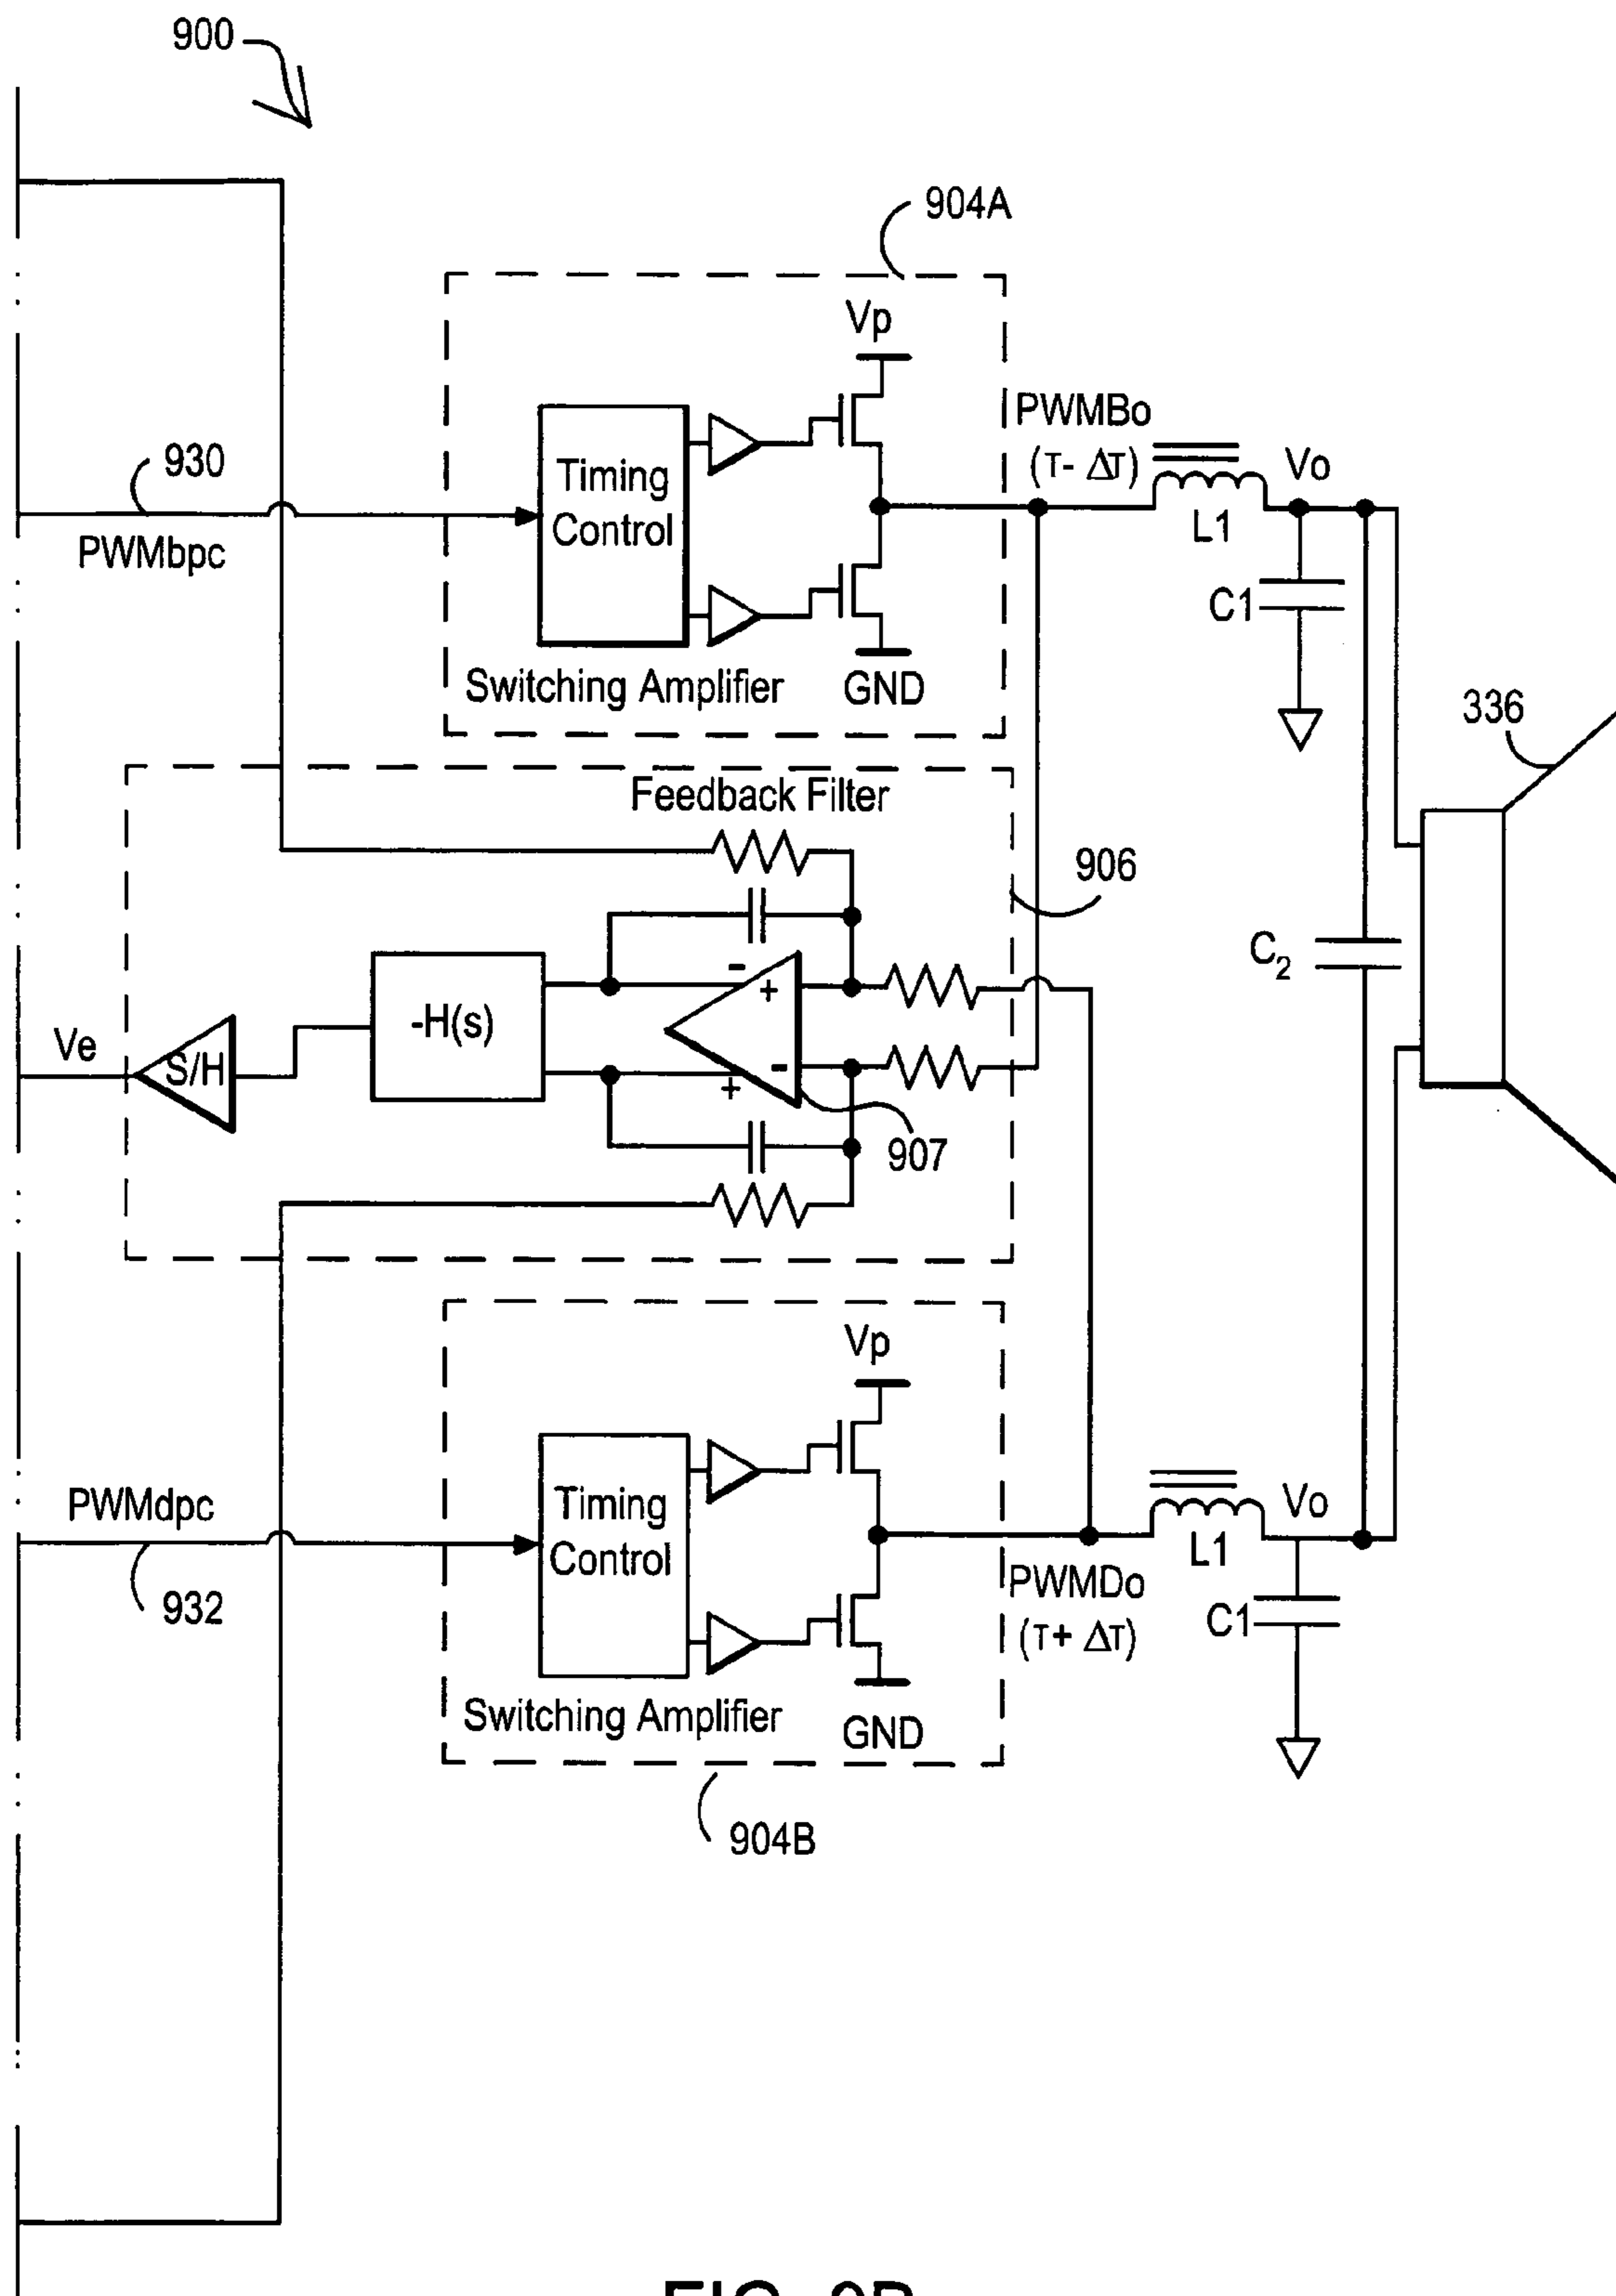 900
904A
Vp
PWMBo
(T- ΔT)
Vo
930
Timing
Control
L1
PWMbpc
C1
Switching Amplifier
GND
336
Feedback Filter
906
-
+
C2
-H(s)
Ve
S/H
-
+
907
Vp
PWMdpc
Timing
Control
Vo
L1
932
PWMDo
C1
(T+ ΔT)
Switching Amplifier
GND
904B